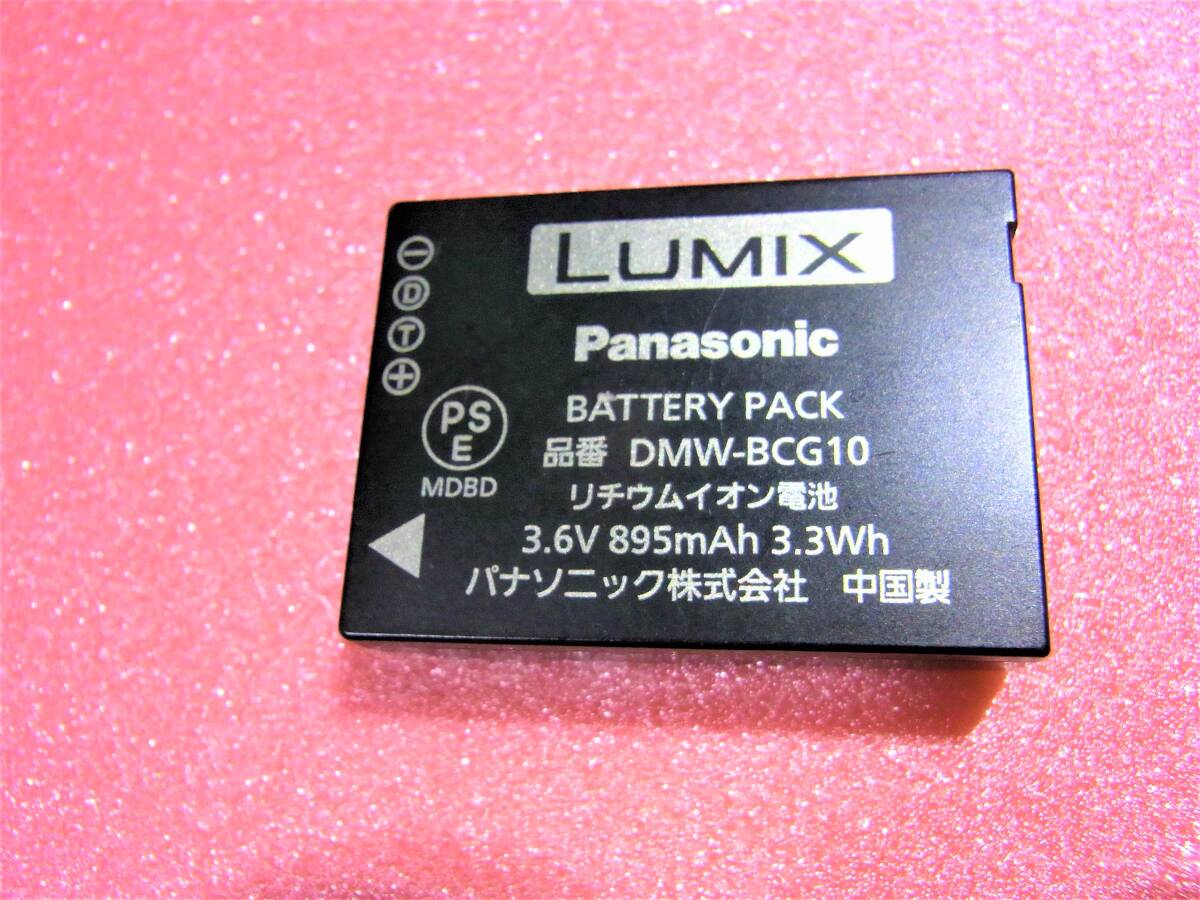 LUMIX
Panasonic
BATTERY PACK
品番 DMW-BCG10
リチウムイオン電池
3.6V 895mAh 3.3Wh
パナソニック株式会社 中国製
⊖
D
T
⊕
PS
E
MDBD